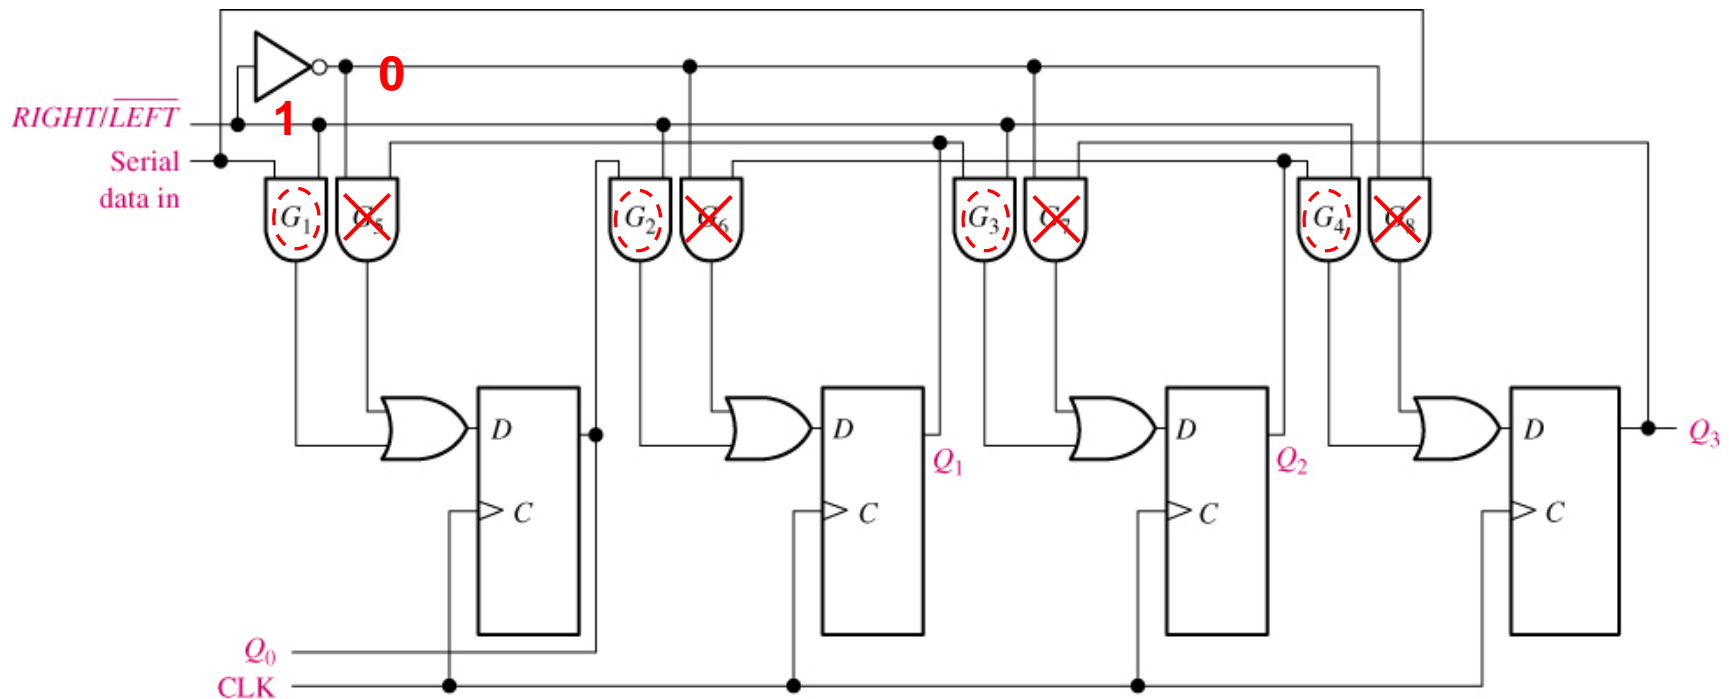 0
1
RIGHT/LEFT
Serial
data in
G1 G5 G2 G6 G3 G7 G4 G8
D D D D
Q1 Q2 Q3
C C C C
Q0
CLK